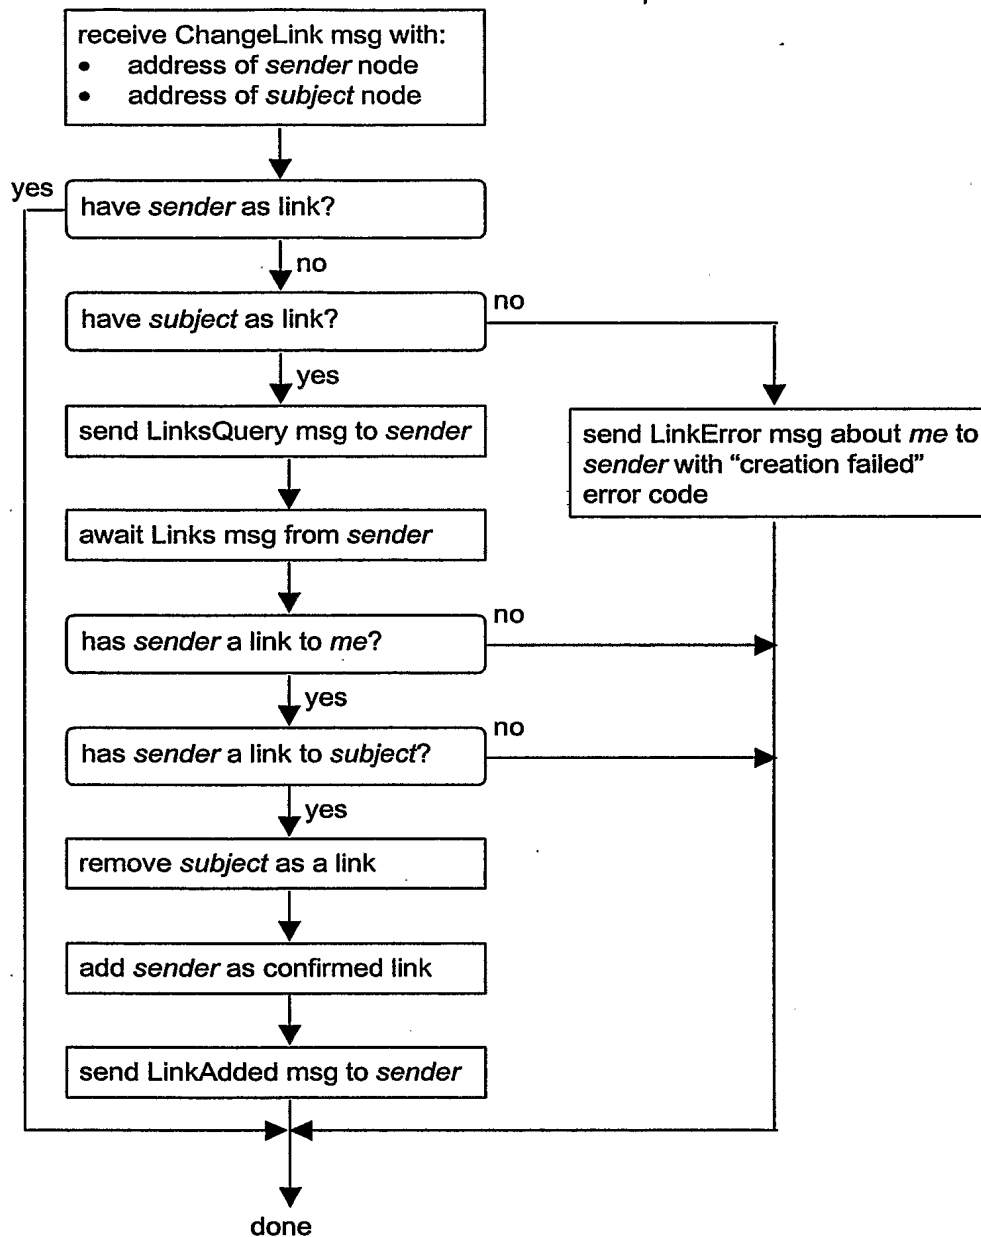 receive ChangeLink msg with:
• address of sender node
• address of subject node
yes
have sender as link?
no
have subject as link?
no
yes
send LinksQuery msg to sender
send LinkError msg about me to
sender with “creation failed”
error code
await Links msg from sender
has sender a link to me?
no
yes
has sender a link to subject?
no
yes
remove subject as a link
add sender as confirmed link
send LinkAdded msg to sender
done